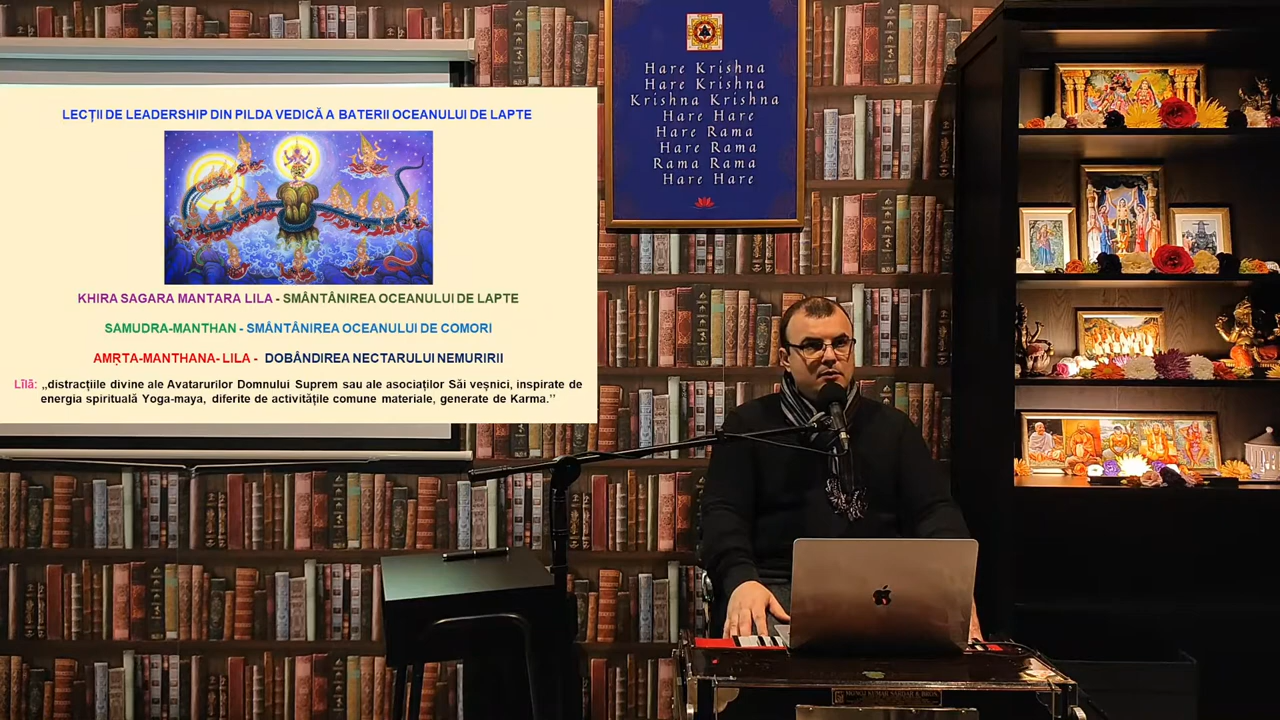 LECȚII DE LEADERSHIP DIN PILDA VEDICĂ A BATERII OCEANULUI DE LAPTE
KHIRA SAGARA MANTARA LILA - SMÂNTÂNIREA OCEANULUI DE LAPTE
SAMUDRA-MANTHAN - SMÂNTÂNIREA OCEANULUI DE COMORI
AMṚTA-MANTHANA- LILA - DOBÂNDIREA NECTARULUI NEMURIRII
Līlā: ,,distracțiile divine ale Avatarurilor Domnului Suprem sau ale asociaților Săi veșnici, inspirate de
energia spirituală Yoga-maya, diferite de activitățile comune materiale, generate de Karma.’’
Hare Krishna
Hare Krishna
Krishna Krishna
Hare Hare
Hare Rama
Hare Rama
Rama Rama
Hare Hare